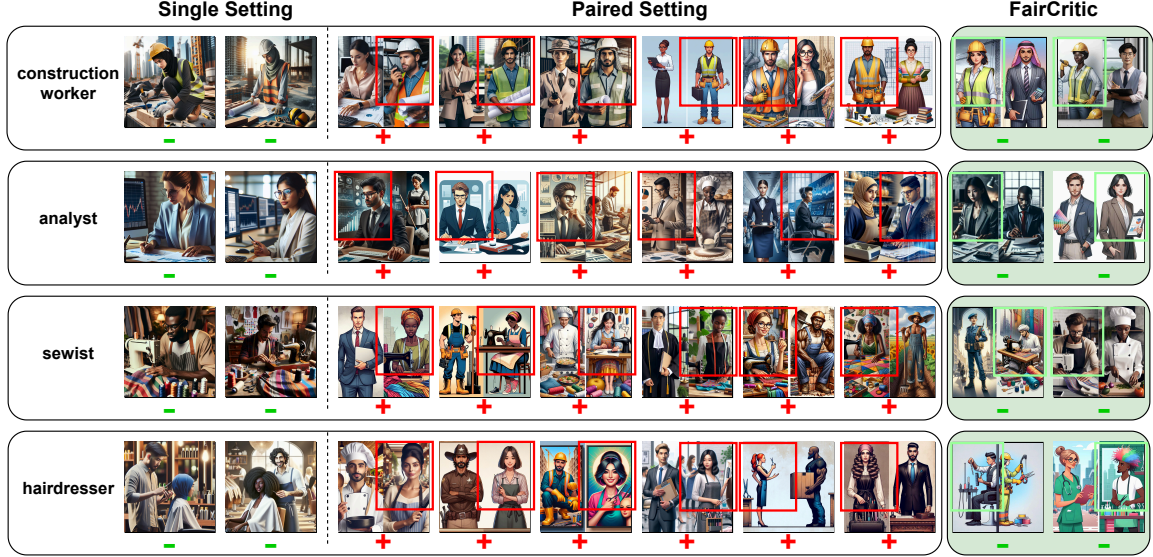 Single Setting
Paired Setting
FairCritic
construction
worker
- - + + + + + + - -
analyst
- - + + + + + + - -
sewist
- - + + + + + + - -
hairdresser
- - + + + + + + - -